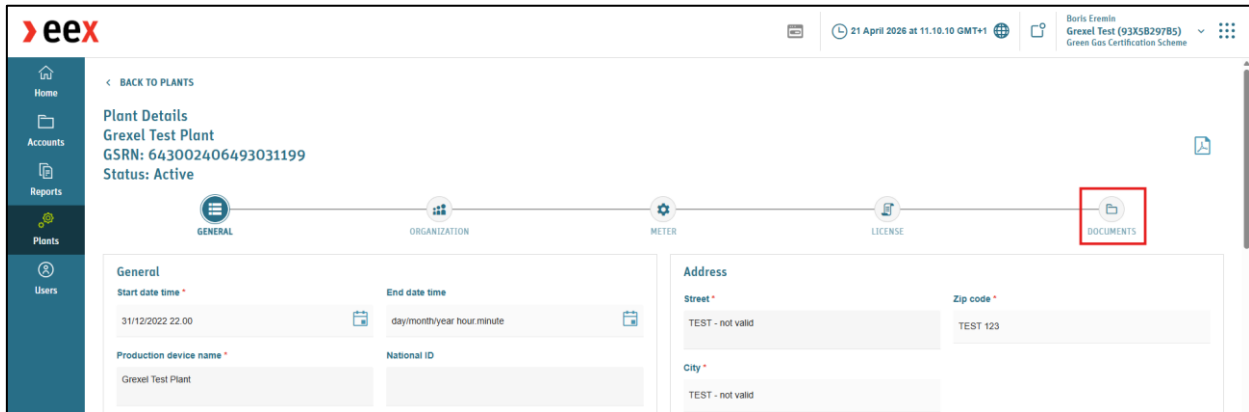 eex
21 April 2026 at 11.10.10 GMT+1
Boris Eremin
Grexel Test (93X5B297B5)
Green Gas Certification Scheme
Home
Accounts
Reports
Plants
Users
< BACK TO PLANTS
Plant Details
Grexel Test Plant
GSRN: 643002406493031199
Status: Active
GENERAL
ORGANIZATION
METER
LICENSE
DOCUMENTS
General
Start date time *
End date time
31/12/2022 22.00
day/month/year hour.minute
Production device name *
National ID
Grexel Test Plant
Address
Street *
Zip code *
TEST - not valid
TEST 123
City *
TEST - not valid